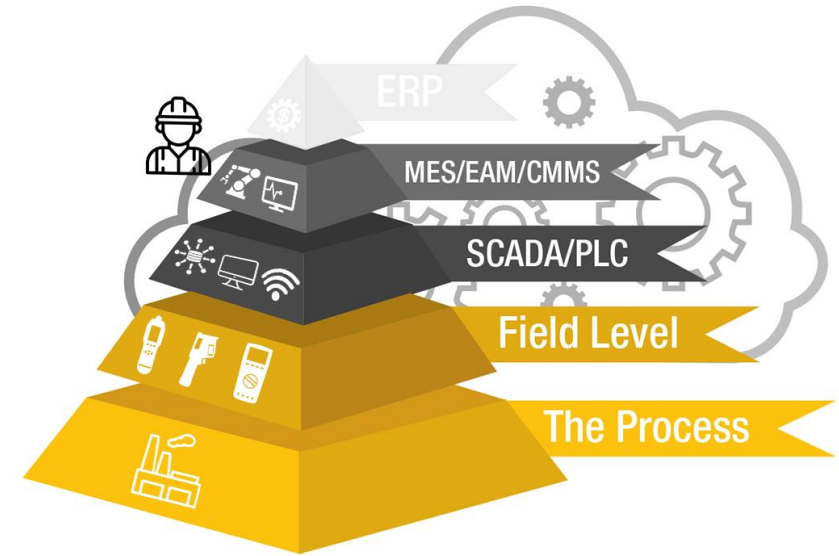 ERP
MES/EAM/CMMS
SCADA/PLC
Field Level
The Process